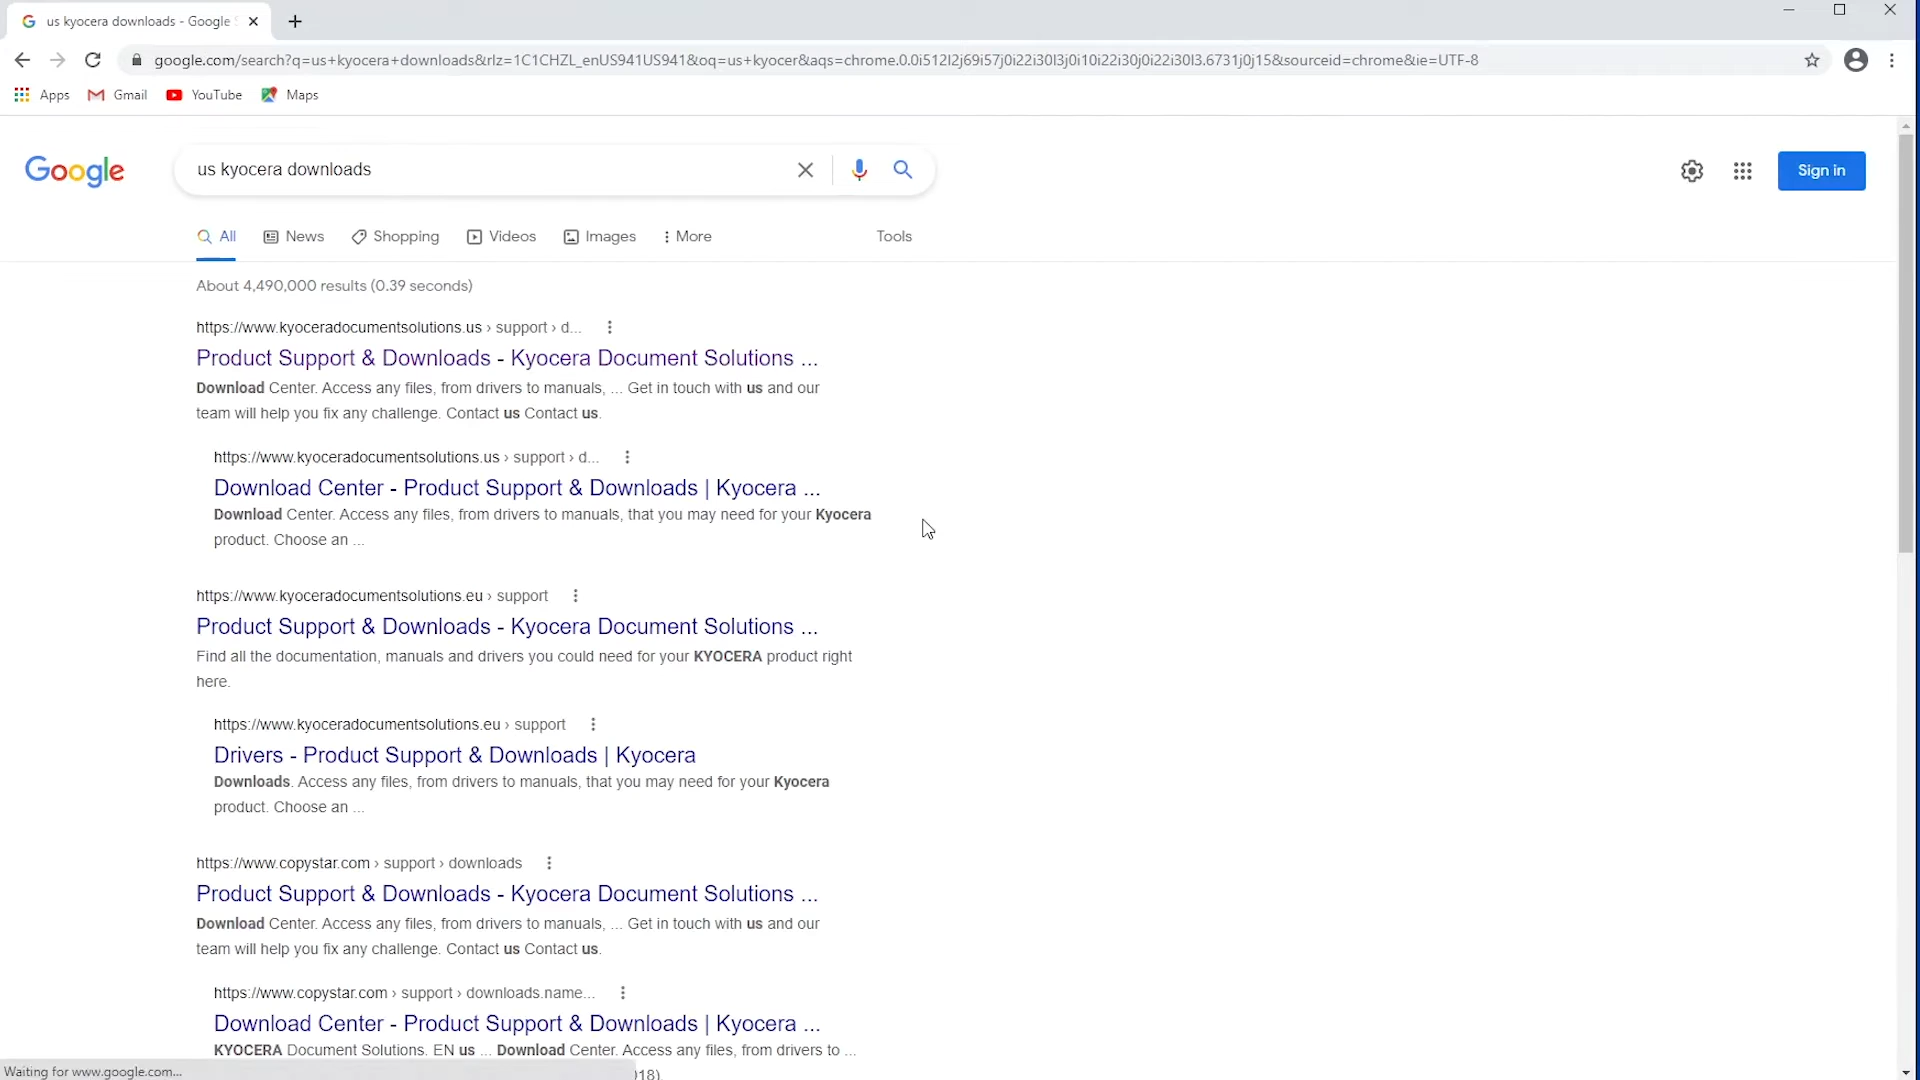 us kyocera downloads - Google S
google.com/search?q=us+kyocera+downloads&rlz=1C1CHZL_enUS941US941&oq=us+kyocer&aqs=chrome.0.0i512l2j69i57j0i22i30l3j0i10i22i30j0i22i30l3.6731j0j15&sourceid=chrome&ie=UTF-8
Apps Gmail YouTube Maps
Google us kyocera downloads Sign in
All News Shopping Videos Images More Tools
About 4,490,000 results (0.39 seconds)
https://www.kyoceradocumentsolutions.us › support › d...
Product Support & Downloads - Kyocera Document Solutions ...
Download Center. Access any files, from drivers to manuals, ... Get in touch with us and our
team will help you fix any challenge. Contact us Contact us.
https://www.kyoceradocumentsolutions.us › support › d...
Download Center - Product Support & Downloads | Kyocera ...
Download Center. Access any files, from drivers to manuals, that you may need for your Kyocera
product. Choose an ...
https://www.kyoceradocumentsolutions.eu › support
Product Support & Downloads - Kyocera Document Solutions ...
Find all the documentation, manuals and drivers you could need for your KYOCERA product right
here.
https://www.kyoceradocumentsolutions.eu › support
Drivers - Product Support & Downloads | Kyocera
Downloads. Access any files, from drivers to manuals, that you may need for your Kyocera
product. Choose an ...
https://www.copystar.com › support › downloads
Product Support & Downloads - Kyocera Document Solutions ...
Download Center. Access any files, from drivers to manuals, ... Get in touch with us and our
team will help you fix any challenge. Contact us Contact us.
https://www.copystar.com › support › downloads.name...
Download Center - Product Support & Downloads | Kyocera ...
KYOCERA Document Solutions. EN us ... Download Center. Access any files, from drivers to ...
Waiting for www.google.com... 018).